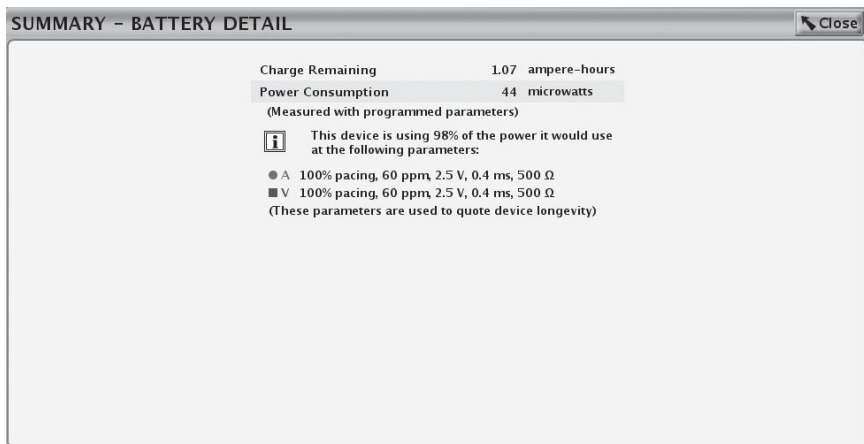 SUMMARY - BATTERY DETAIL Close
Charge Remaining 1.07 ampere-hours
Power Consumption 44 microwatts
(Measured with programmed parameters)
i This device is using 98% of the power it would use
at the following parameters:
A 100% pacing, 60 ppm, 2.5 V, 0.4 ms, 500 Ω
V 100% pacing, 60 ppm, 2.5 V, 0.4 ms, 500 Ω
(These parameters are used to quote device longevity)